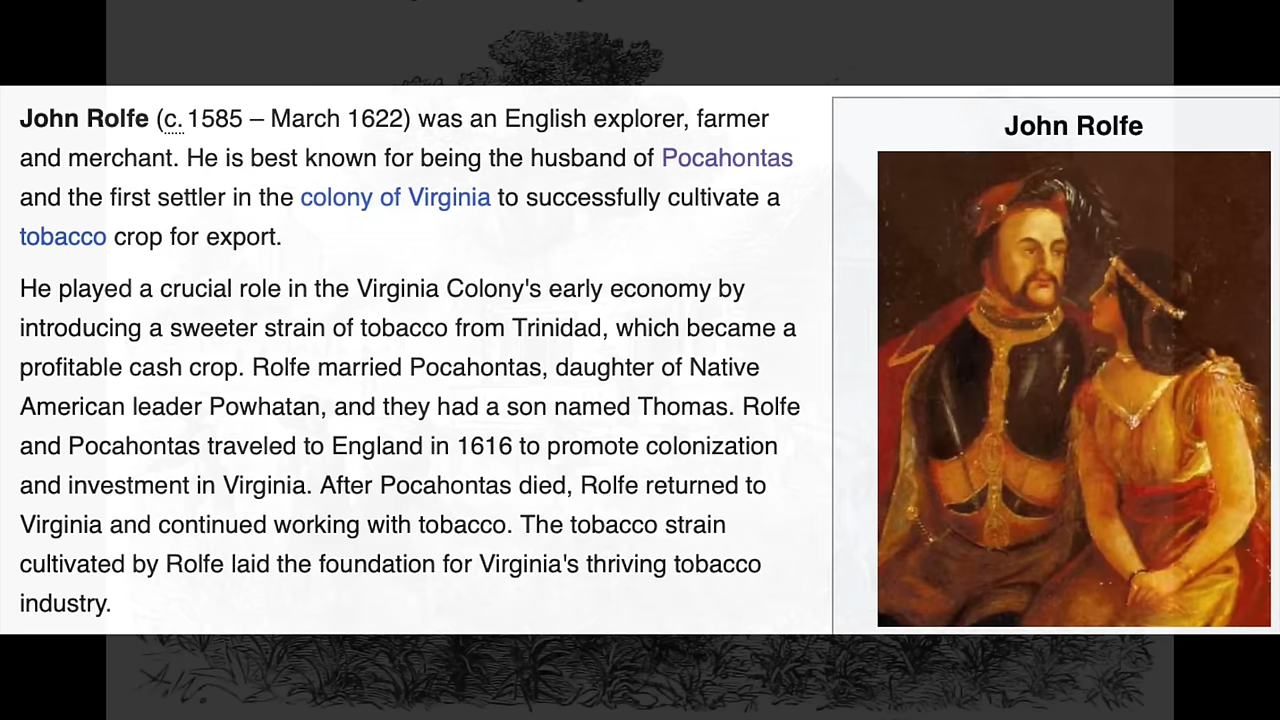 John Rolfe (c. 1585 – March 1622) was an English explorer, farmer
and merchant. He is best known for being the husband of Pocahontas
and the first settler in the colony of Virginia to successfully cultivate a
tobacco crop for export.
He played a crucial role in the Virginia Colony's early economy by
introducing a sweeter strain of tobacco from Trinidad, which became a
profitable cash crop. Rolfe married Pocahontas, daughter of Native
American leader Powhatan, and they had a son named Thomas. Rolfe
and Pocahontas traveled to England in 1616 to promote colonization
and investment in Virginia. After Pocahontas died, Rolfe returned to
Virginia and continued working with tobacco. The tobacco strain
cultivated by Rolfe laid the foundation for Virginia's thriving tobacco
industry.
John Rolfe